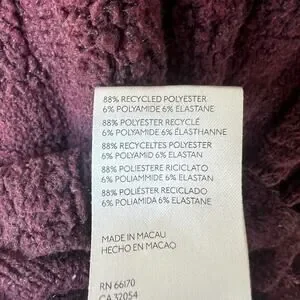 88% RECYCLED POLYESTER
6% POLYAMIDE 6% ELASTANE
88% POLYESTER RECYCLÉ
6% POLYAMIDE 6% ÉLASTHANNE
88% RECYCELTES POLYESTER
6% POLYAMID 6% ELASTAN
88% POLIESTERE RICICLATO
6% POLIAMMIDE 6% ELASTANE
88% POLIÉSTER RECICLADO
6% POLIAMIDA 6% ELASTANE
MADE IN MACAU
HECHO EN MACAO
RN 66170
CA 32054